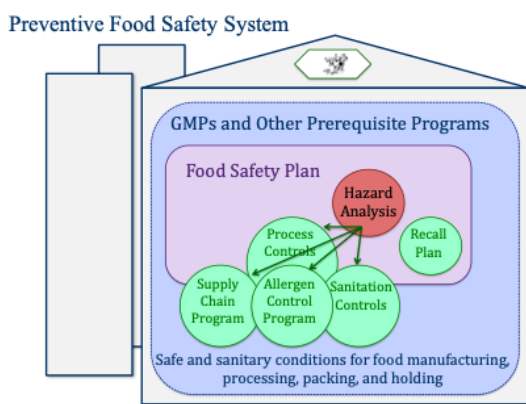 Preventive Food Safety System
GMPs and Other Prerequisite Programs
Food Safety Plan
Hazard
Analysis
Process
Controls
Recall
Plan
Supply
Chain
Program
Allergen
Control
Program
Sanitation
Controls
Safe and sanitary conditions for food manufacturing,
processing, packing, and holding